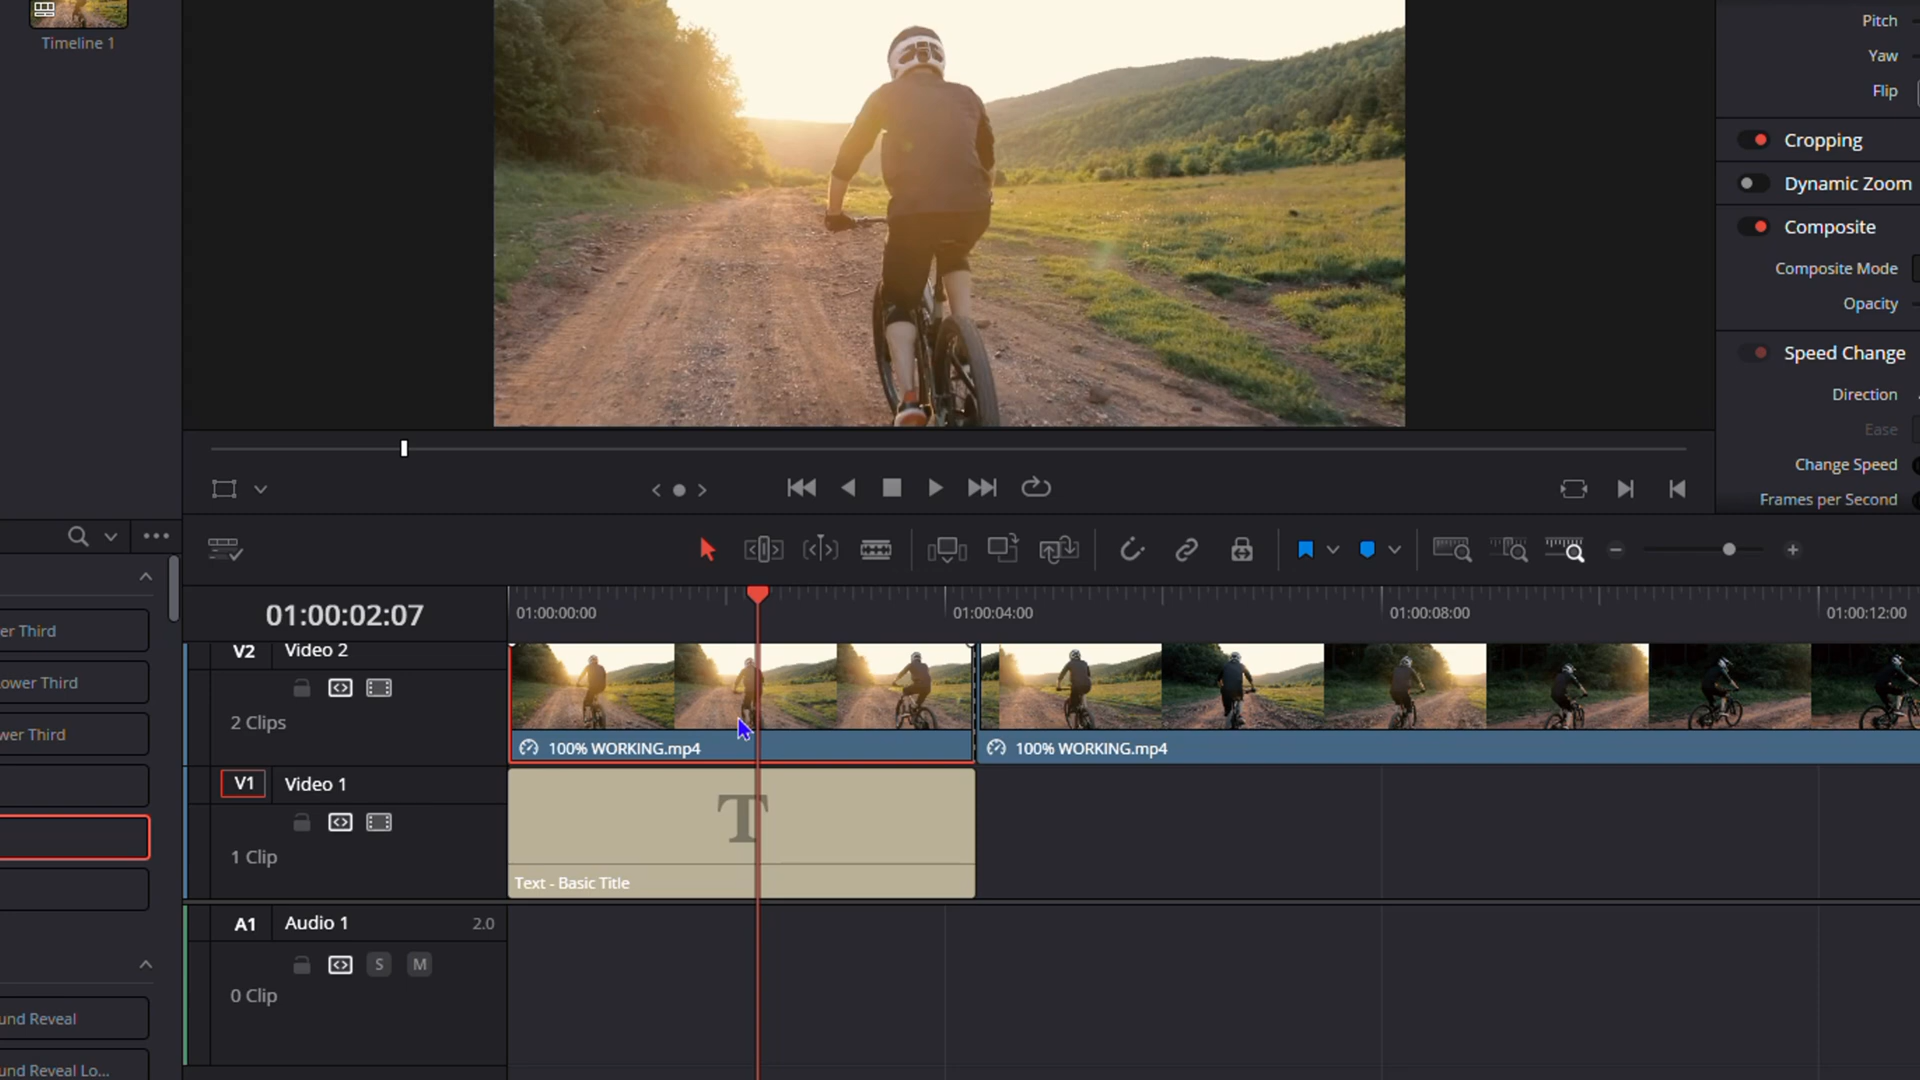 Timeline 1
Pitch
Yaw
Flip
Cropping
Dynamic Zoom
Composite
Composite Mode
Opacity
Speed Change
Direction
Ease
Change Speed
Frames per Second
er Third
ower Third
wer Third
und Reveal
und Reveal Lo...
01:00:02:07
01:00:00:00
01:00:04:00
01:00:08:00
01:00:12:00
V2 Video 2
2 Clips
100% WORKING.mp4
100% WORKING.mp4
V1 Video 1
1 Clip
T
Text - Basic Title
A1 Audio 1 2.0
S M
0 Clip